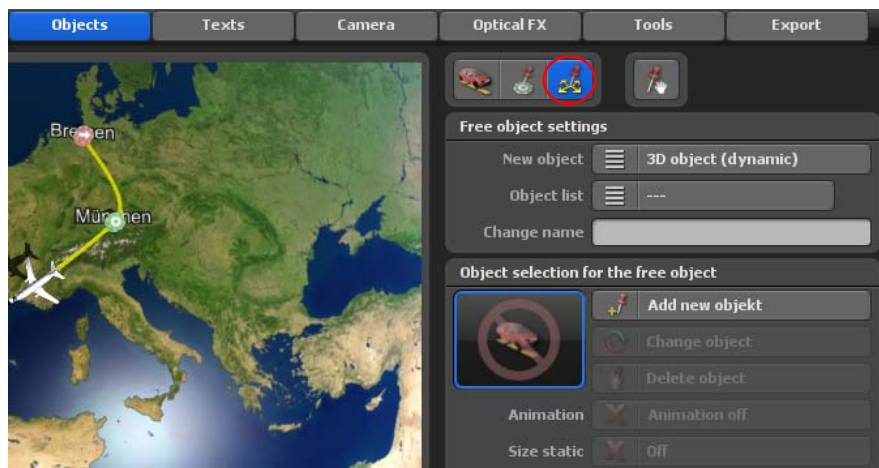 Objects
Texts
Camera
Optical FX
Tools
Export
Bremen
München
Free object settings
New object
3D object (dynamic)
Object list
---
Change name
Object selection for the free object
Add new objekt
Change object
Delete object
Animation
Animation off
Size static
Off